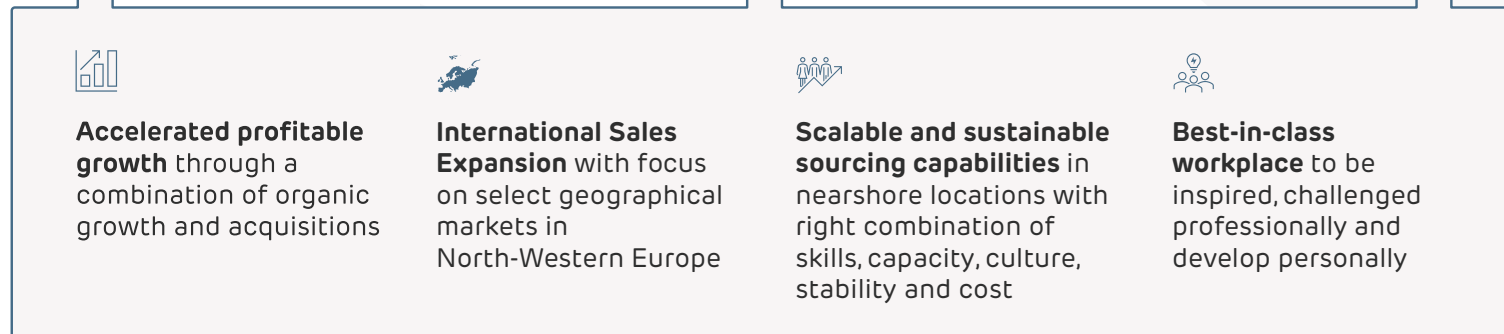 Accelerated profitable
growth through a
combination of organic
growth and acquisitions
International Sales
Expansion with focus
on select geographical
markets in
North-Western Europe
Scalable and sustainable
sourcing capabilities in
nearshore locations with
right combination of
skills, capacity, culture,
stability and cost
Best-in-class
workplace to be
inspired, challenged
professionally and
develop personally